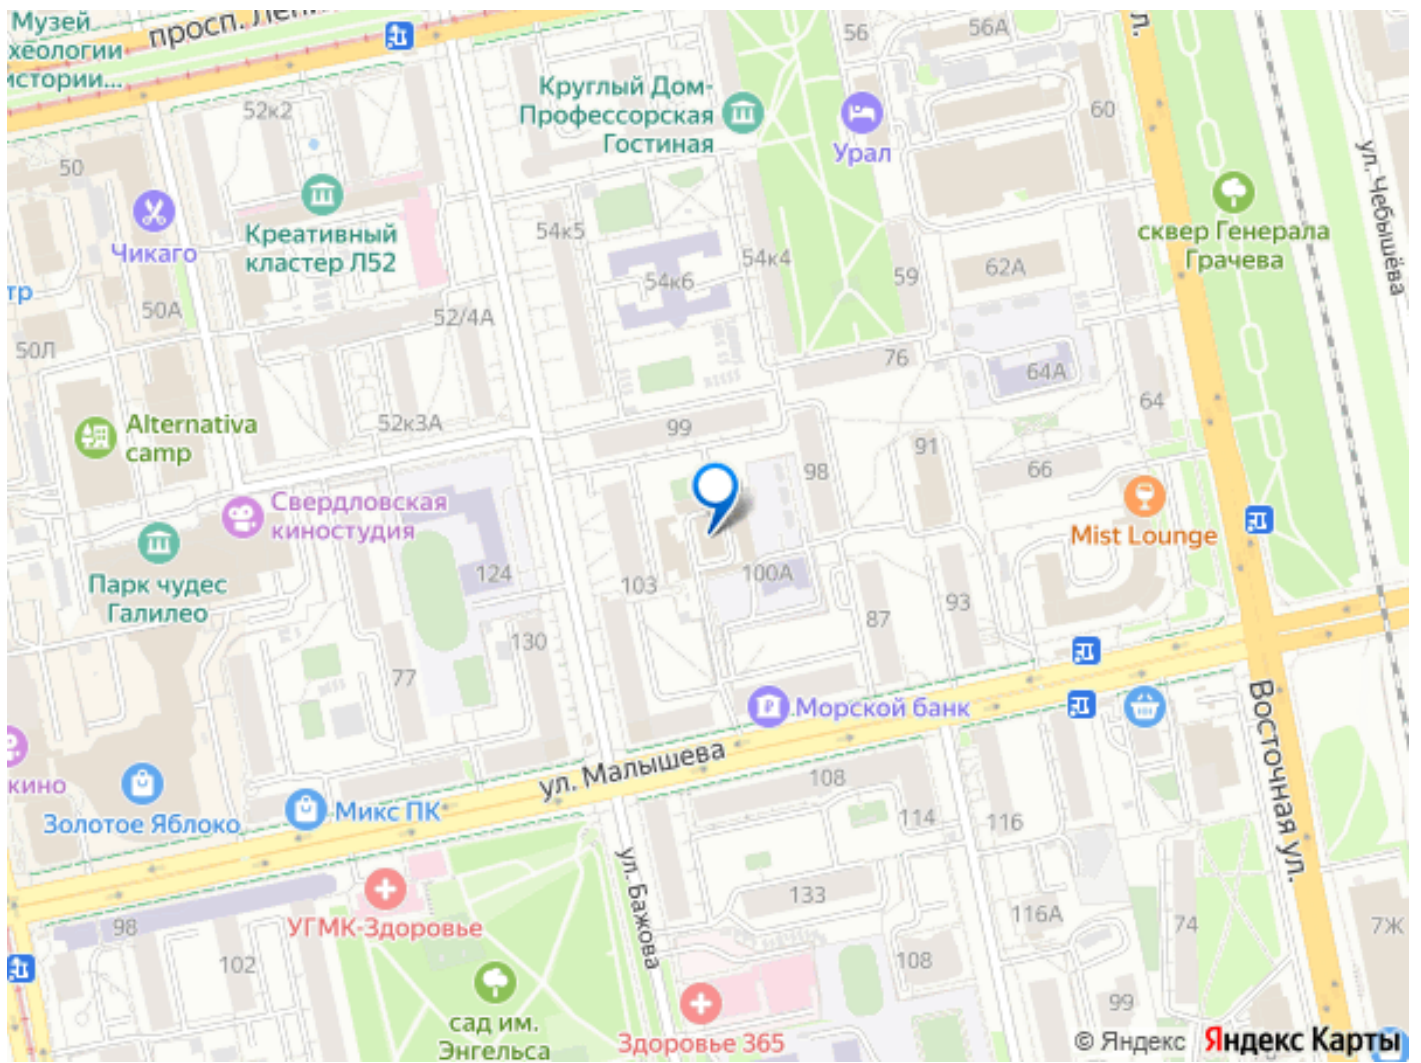 Музей
хеологии
истории...
просп. Лени
ул.
56
56А
52к2
Круглый Дом-
Профессорская
Гостиная
Урал
60
ул. Чебышёва
50
Чикаго
Креативный
кластер Л52
54к5
54к4
54к6
59
62А
сквер Генерала
Грачева
тр
50А
50Л
52/4А
76
64А
64
Alternativa
camp
52к3А
99
98
91
66
Свердловская
киностудия
Mist Lounge
Парк чудес
Галилео
124
103
100А
93
87
130
77
Морской банк
ул. Малышева
Восточная ул.
кино
Золотое Яблоко
Микс ПК
108
114
116
ул. Бажова
УГМК-Здоровье
133
116А
74
7Ж
98
102
108
99
сад им.
Энгельса
Здоровье 365
© Яндекс Яндекс Карты